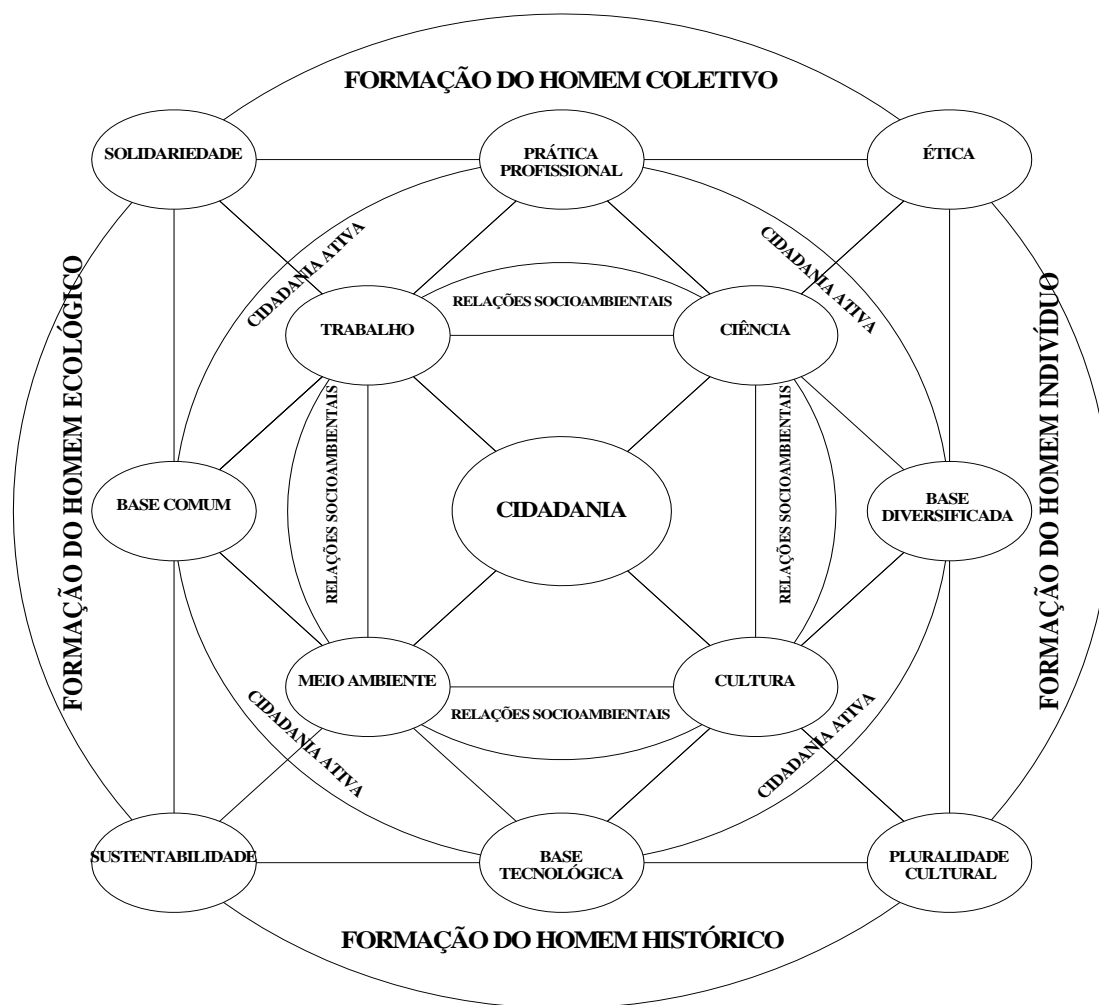 FORMAÇÃO DO HOMEM COLETIVO
SOLIDARIEDADE
PRÁTICA
PROFISSIONAL
ÉTICA
CIDADANIA ATIVA
CIDADANIA ATIVA
RELAÇÕES SOCIOAMBIENTAIS
TRABALHO
CIÊNCIA
FORMAÇÃO DO HOMEM ECOLÓGICO
RELAÇÕES SOCIOAMBIENTAIS
RELAÇÕES SOCIOAMBIENTAIS
FORMAÇÃO DO HOMEM INDIVÍDUO
BASE COMUM
CIDADANIA
BASE
DIVERSIFICADA
MEIO AMBIENTE
CULTURA
RELAÇÕES SOCIOAMBIENTAIS
CIDADANIA ATIVA
CIDADANIA ATIVA
SUSTENTABILIDADE
BASE
TECNOLÓGICA
PLURALIDADE
CULTURAL
FORMAÇÃO DO HOMEM HISTÓRICO